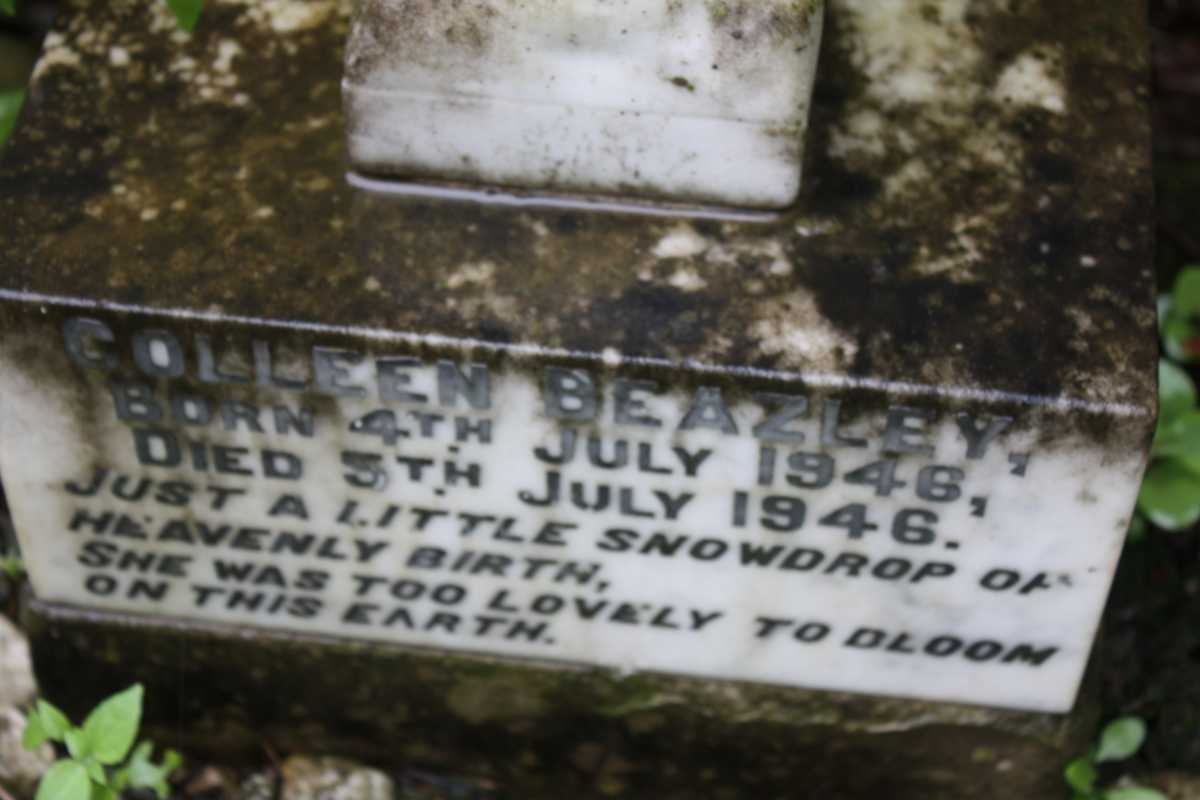 COLLEEN BEAZLEY,
BORN 4TH. JULY 1946,
DIED 5TH. JULY 1946.
JUST A LITTLE SNOWDROP OF
HEAVENLY BIRTH,
SHE WAS TOO LOVELY TO BLOOM
ON THIS EARTH.